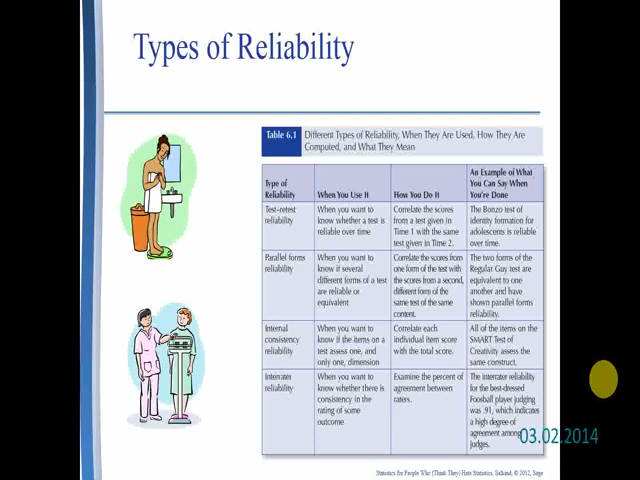 Types of Reliability
Table 6.1 Different Types of Reliability, When They Are Used, How They Are
Computed, and What They Mean
Type of
Reliability
When You Use It
How You Do It
An Example of What
You Can Say When
You're Done
Test–retest
reliability
When you want to
know whether a test is
reliable over time
Correlate the scores
from a test given in
Time 1 with the same
test given in Time 2.
The Bonzo test of
identity formation for
adolescents is reliable
over time.
Parallel forms
reliability
When you want to
know if several
different forms of a test
are reliable or
equivalent
Correlate the scores from
one form of the test with
the scores from a second,
different form of the
same test of the same
content.
The two forms of the
Regular Guy test are
equivalent to one
another and have
shown parallel forms
reliability.
Internal
consistency
reliability
When you want to
know if the items on a
test assess one, and
only one, dimension
Correlate each
individual item score
with the total score.
All of the items on the
SMART Test of
Creativity assess the
same construct.
Interrater
reliability
When you want to
know whether there is
consistency in the
rating of some
outcome
Examine the percent of
agreement between
raters.
The interrater reliability
for the best-dressed
Foosball player judging
was .91, which indicates
a high degree of
agreement among
judges.
03.02.2014
Statistics for People Who (Think They) Hate Statistics, Salkind, © 2012, Sage